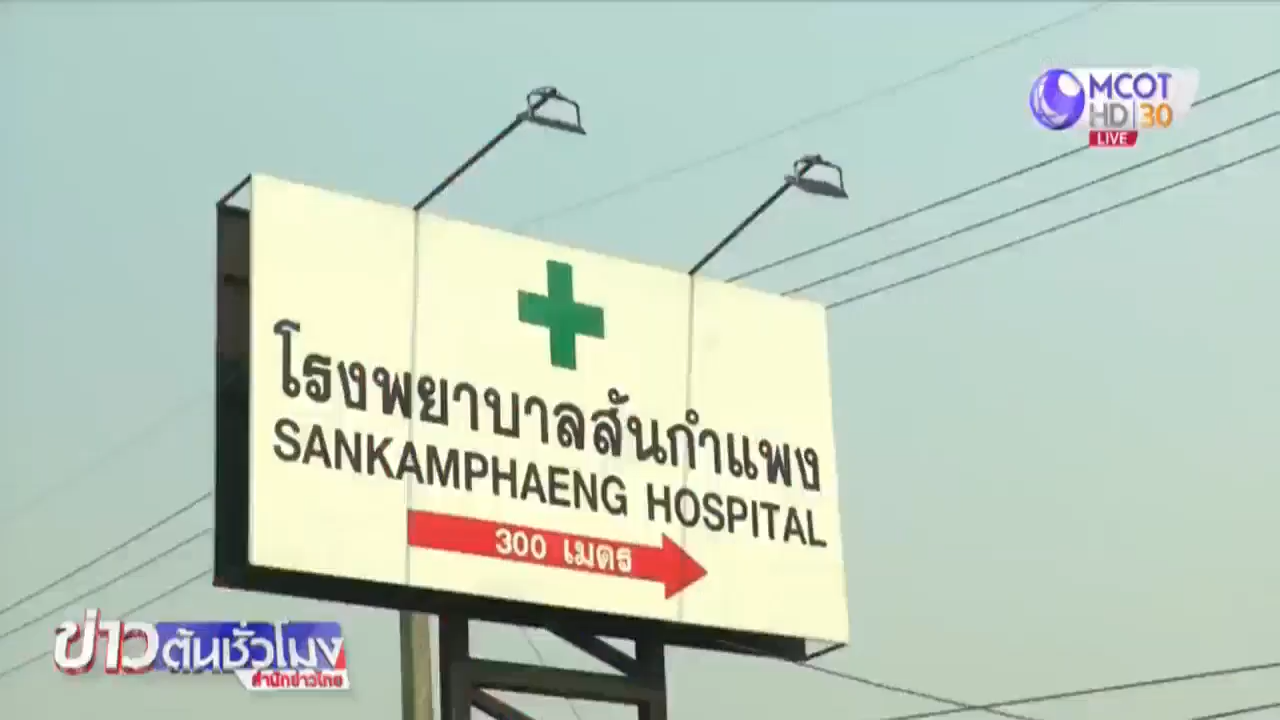 MCOT
HD 30
LIVE
โรงพยาบาลสันกำแพง
SANKAMPHAENG HOSPITAL
300 เมตร
ข่าวต้นชั่วโมง
สำนักข่าวไทย